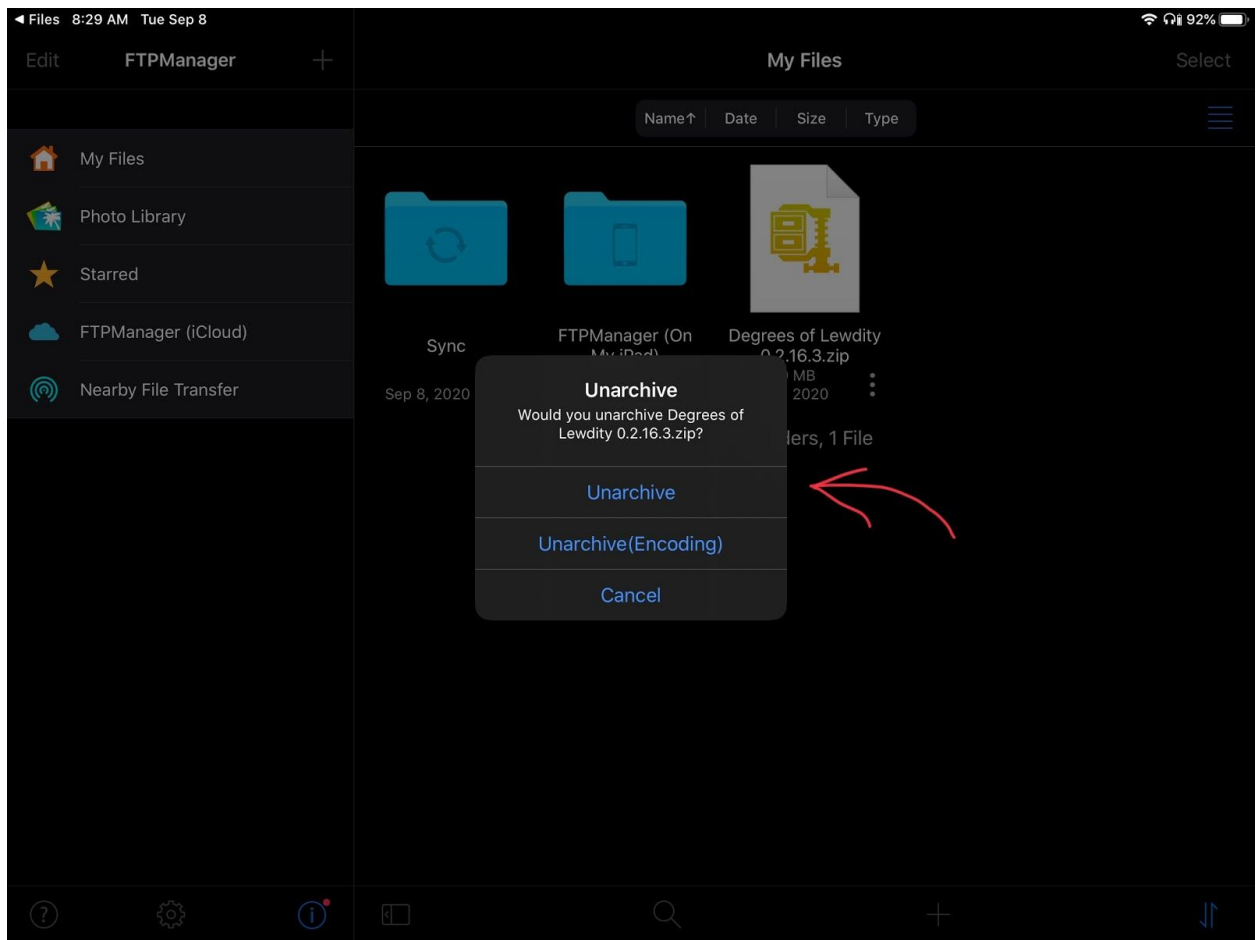 Files 8:29 AM Tue Sep 8
92%
Edit FTPManager
My Files
Select
Name↑ Date Size Type
My Files
Photo Library
Starred
FTPManager (iCloud)
Nearby File Transfer
Sync
Sep 8, 2020
FTPManager (On
My iPad)
Degrees of Lewdity
0.2.16.3.zip
MB
2020
ders, 1 File
Unarchive
Would you unarchive Degrees of
Lewdity 0.2.16.3.zip?
Unarchive
Unarchive(Encoding)
Cancel